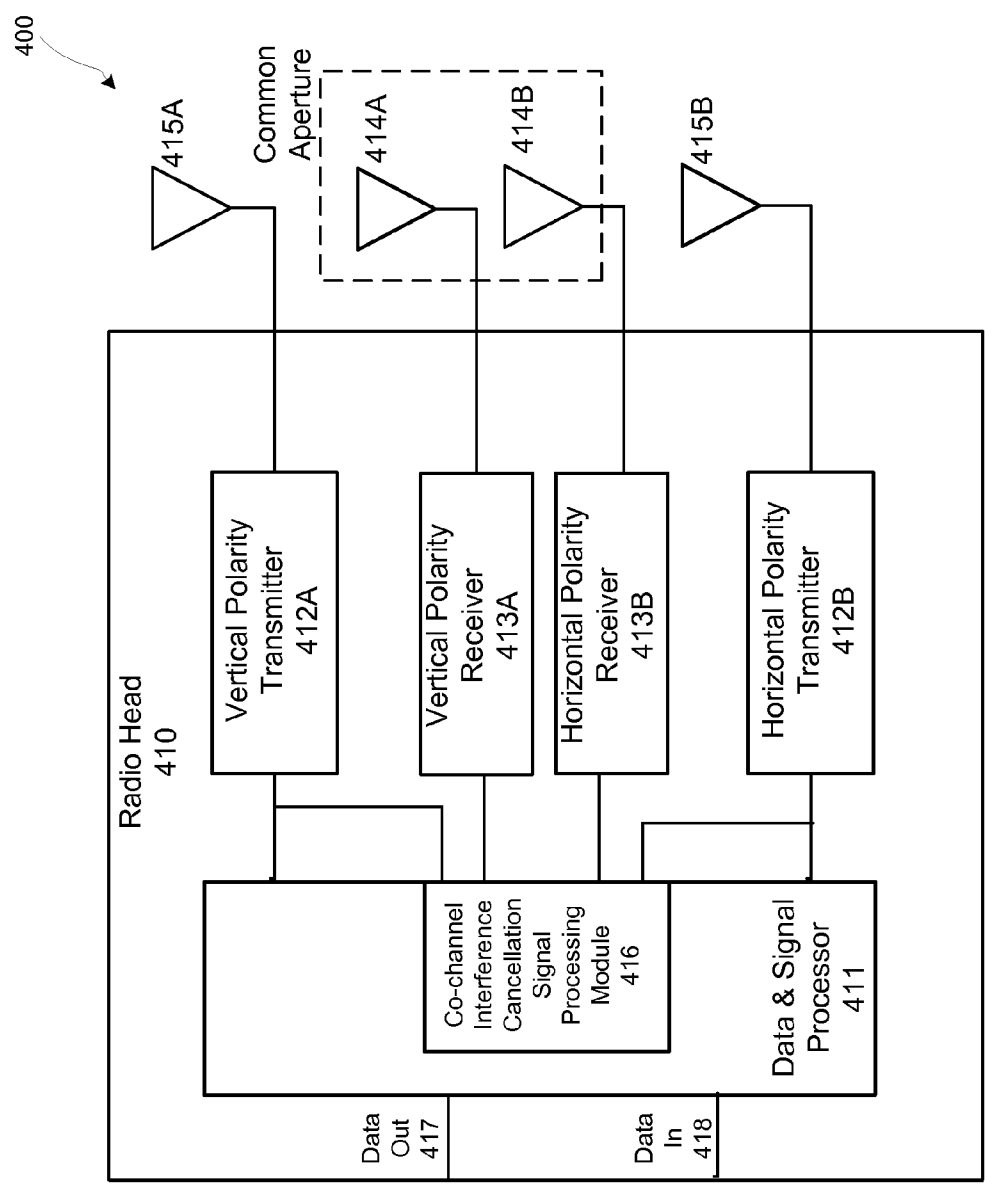 400
415A
Common
Aperture
414A
414B
415B
Radio Head
410
Vertical Polarity
Transmitter
412A
Vertical Polarity
Receiver
413A
Horizontal Polarity
Receiver
413B
Horizontal Polarity
Transmitter
412B
Co-channel
Interference
Cancellation
Signal
Processing
Module
416
Data & Signal
Processor
411
Data
Out
417
Data
In
418